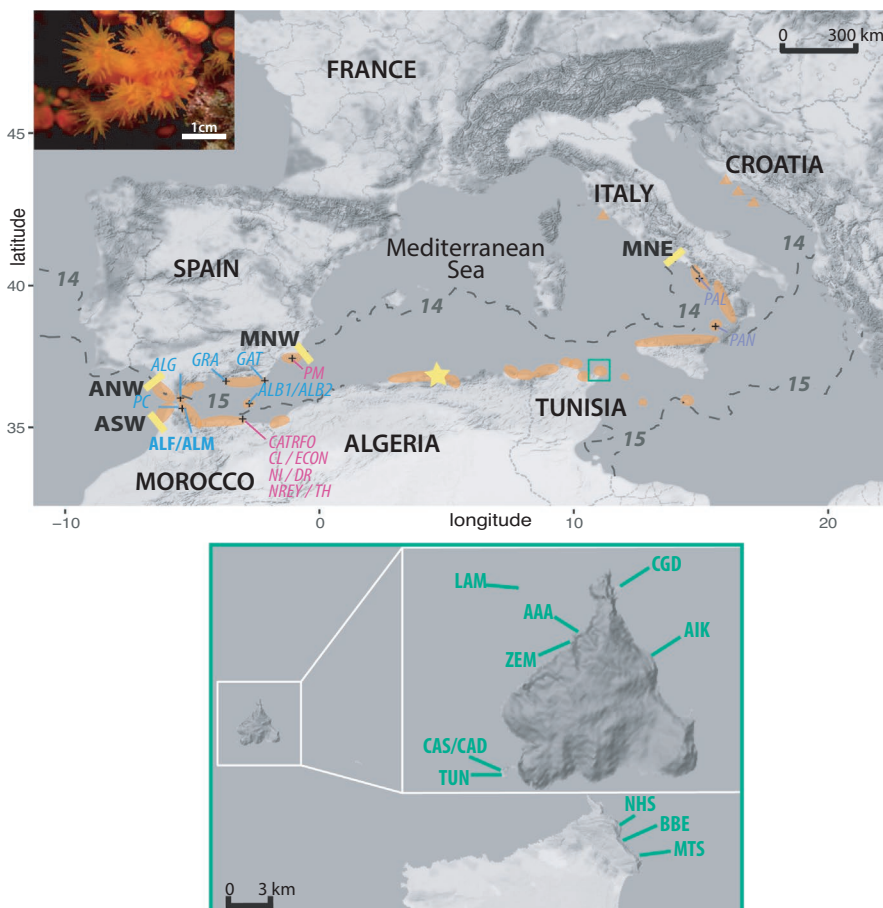 300 km
FRANCE
1cm
45
CROATIA
ITALY
latitude
MNE
14
Mediterranean
Sea
SPAIN
14
40
14
14
PAL
MNW
PAN
ALG
GRA
GAT
PM
ANW
ALB1/ALB2
15
PC
15
TUNISIA
ASW
35
ALF/ALM
CATRFO
CL / ECON
NI / DR
NREY / TH
ALGERIA
15
MOROCCO
−10
0
longitude
10
20
CGD
LAM
AAA
AIK
ZEM
CAS/CAD
TUN
NHS
BBE
MTS
0 3 km